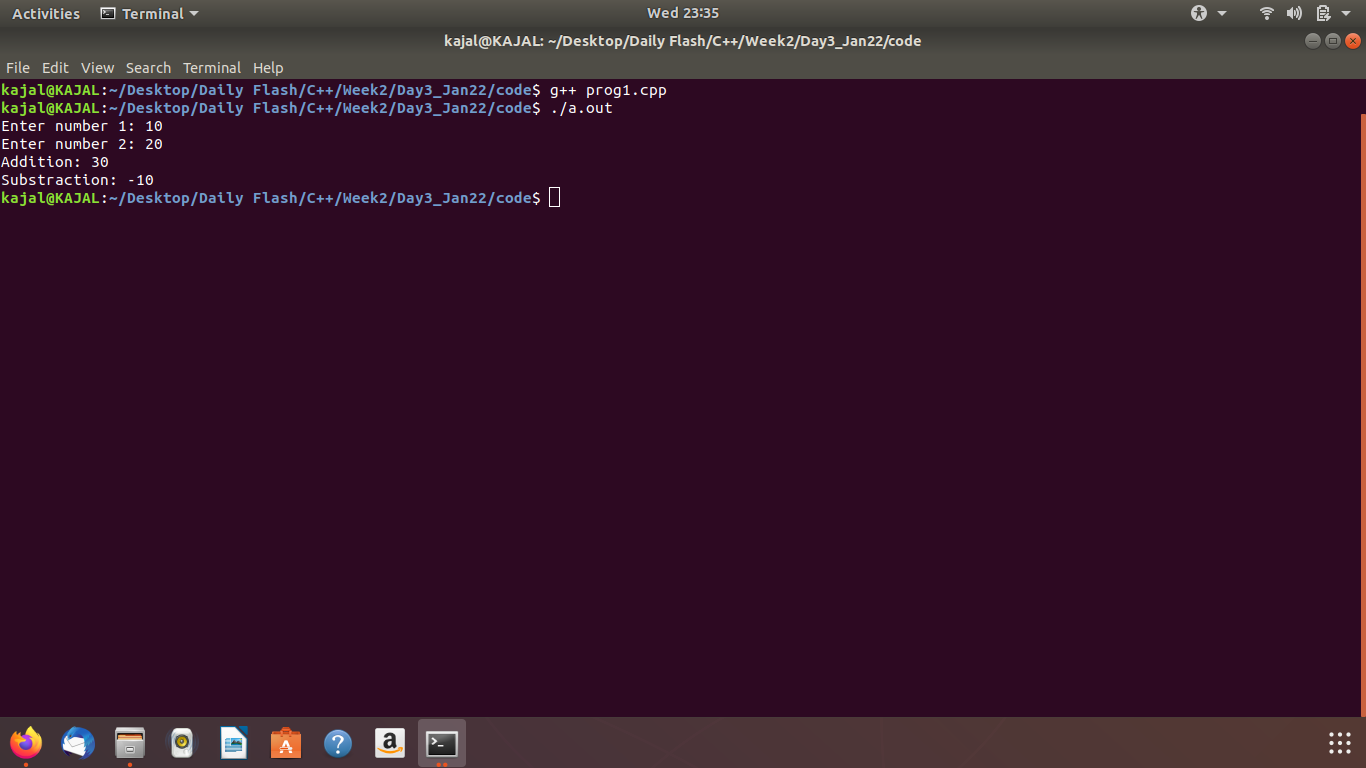 Activities Terminal Wed 23:35
kajal@KAJAL: ~/Desktop/Daily Flash/C++/Week2/Day3_Jan22/code
File Edit View Search Terminal Help
kajal@KAJAL:~/Desktop/Daily Flash/C++/Week2/Day3_Jan22/code$ g++ prog1.cpp
kajal@KAJAL:~/Desktop/Daily Flash/C++/Week2/Day3_Jan22/code$ ./a.out
Enter number 1: 10
Enter number 2: 20
Addition: 30
Substraction: -10
kajal@KAJAL:~/Desktop/Daily Flash/C++/Week2/Day3_Jan22/code$